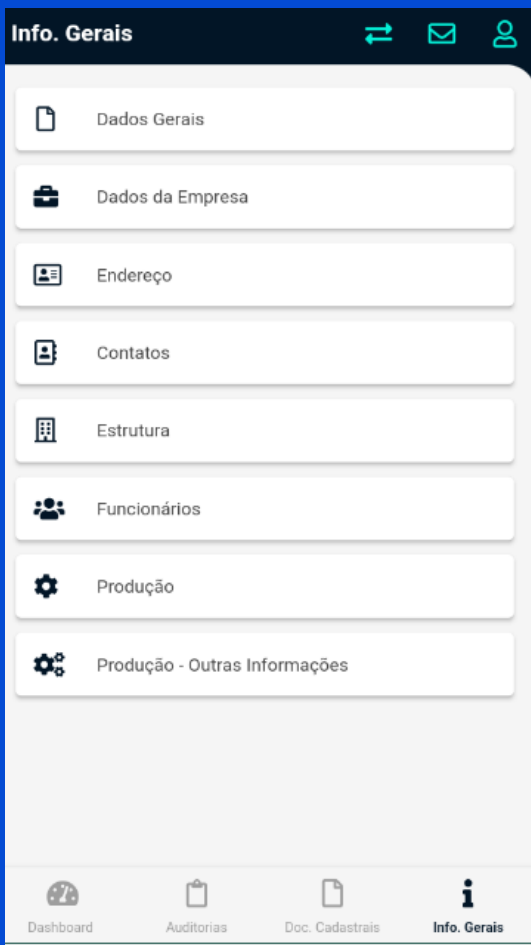 Info. Gerais
Dados Gerais
Dados da Empresa
Endereço
Contatos
Estrutura
Funcionários
Produção
Produção - Outras Informações
Dashboard
Auditorias
Doc. Cadastrais
Info. Gerais